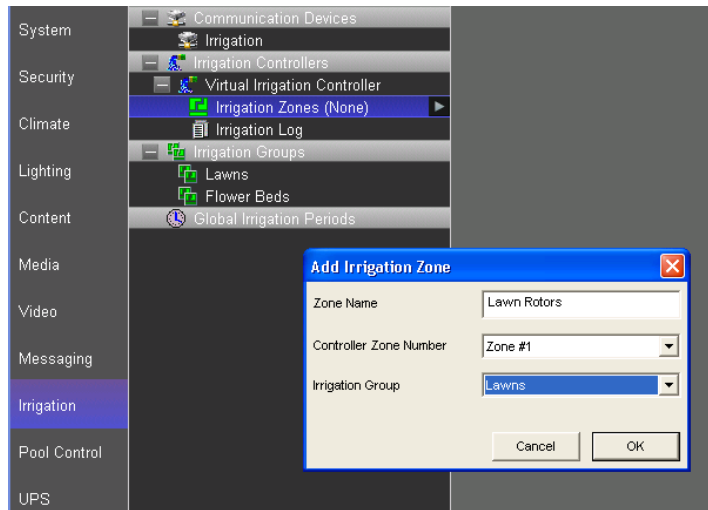 System
Security
Climate
Lighting
Content
Media
Video
Messaging
Irrigation
Pool Control
UPS
Communication Devices
Irrigation
Irrigation Controllers
Virtual Irrigation Controller
Irrigation Zones (None)
Irrigation Log
Irrigation Groups
Lawns
Flower Beds
Global Irrigation Periods
Add Irrigation Zone
Zone Name Lawn Rotors
Controller Zone Number Zone #1
Irrigation Group Lawns
Cancel OK